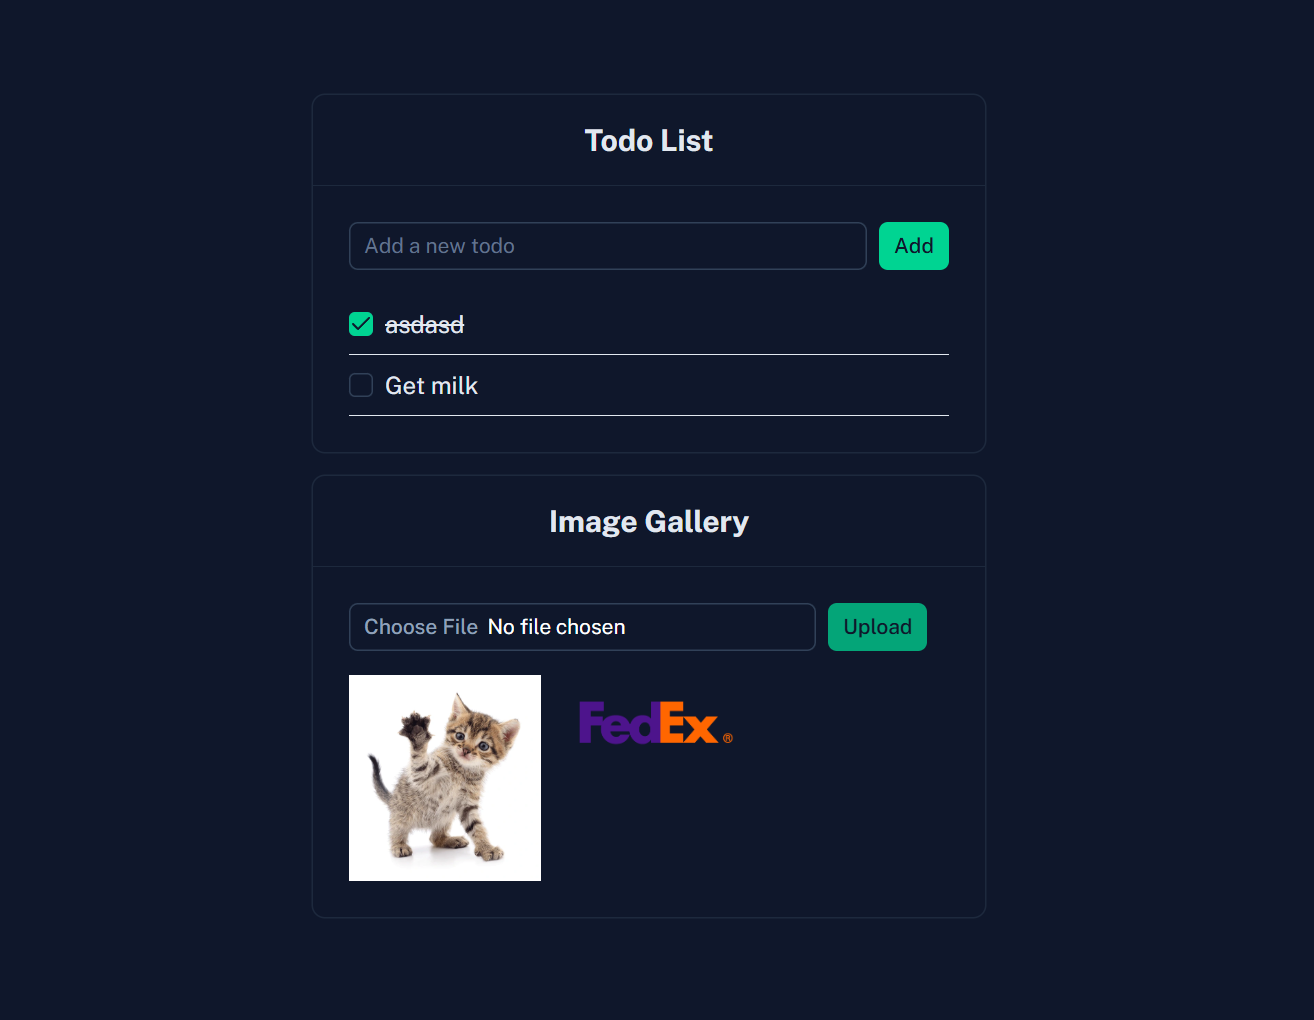 Todo List
Add a new todo
Add
asdasd
Get milk
Image Gallery
Choose File No file chosen
Upload
FedEx®